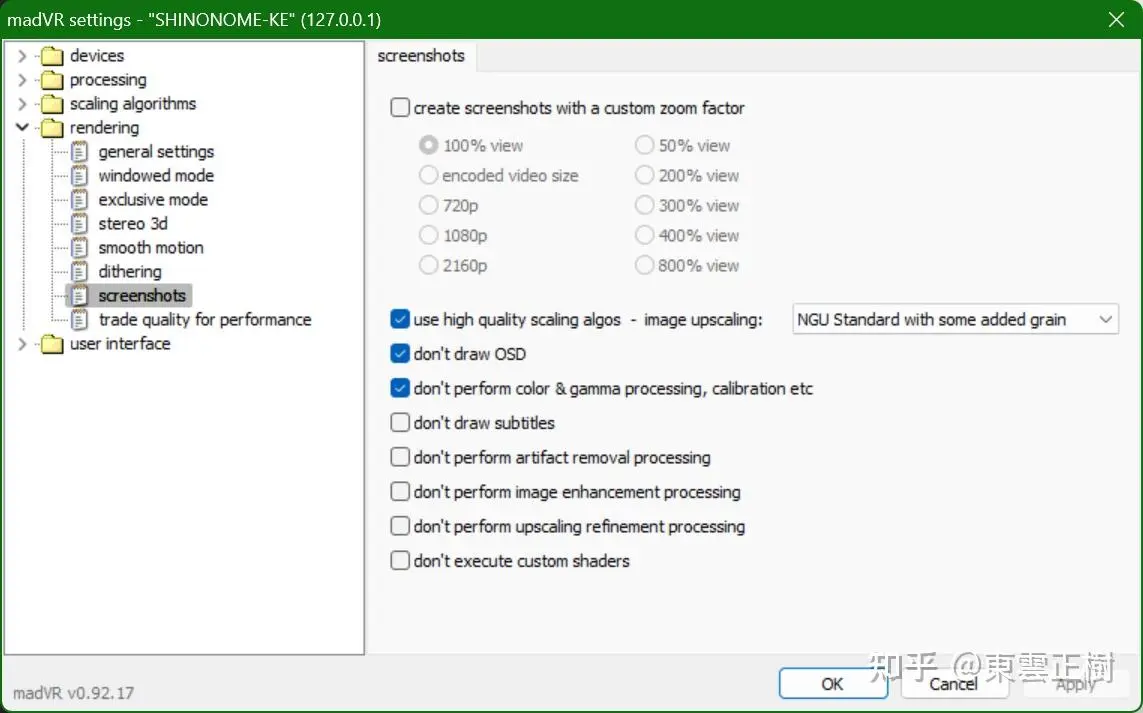 madVR settings - "SHINONOME-KE" (127.0.0.1)
devices
processing
scaling algorithms
rendering
general settings
windowed mode
exclusive mode
stereo 3d
smooth motion
dithering
screenshots
trade quality for performance
user interface
screenshots
create screenshots with a custom zoom factor
100% view 50% view
encoded video size 200% view
720p 300% view
1080p 400% view
2160p 800% view
use high quality scaling algos - image upscaling: NGU Standard with some added grain
don't draw OSD
don't perform color & gamma processing, calibration etc
don't draw subtitles
don't perform artifact removal processing
don't perform image enhancement processing
don't perform upscaling refinement processing
don't execute custom shaders
知乎 @東雲正樹
madVR v0.92.17
OK Cancel Apply